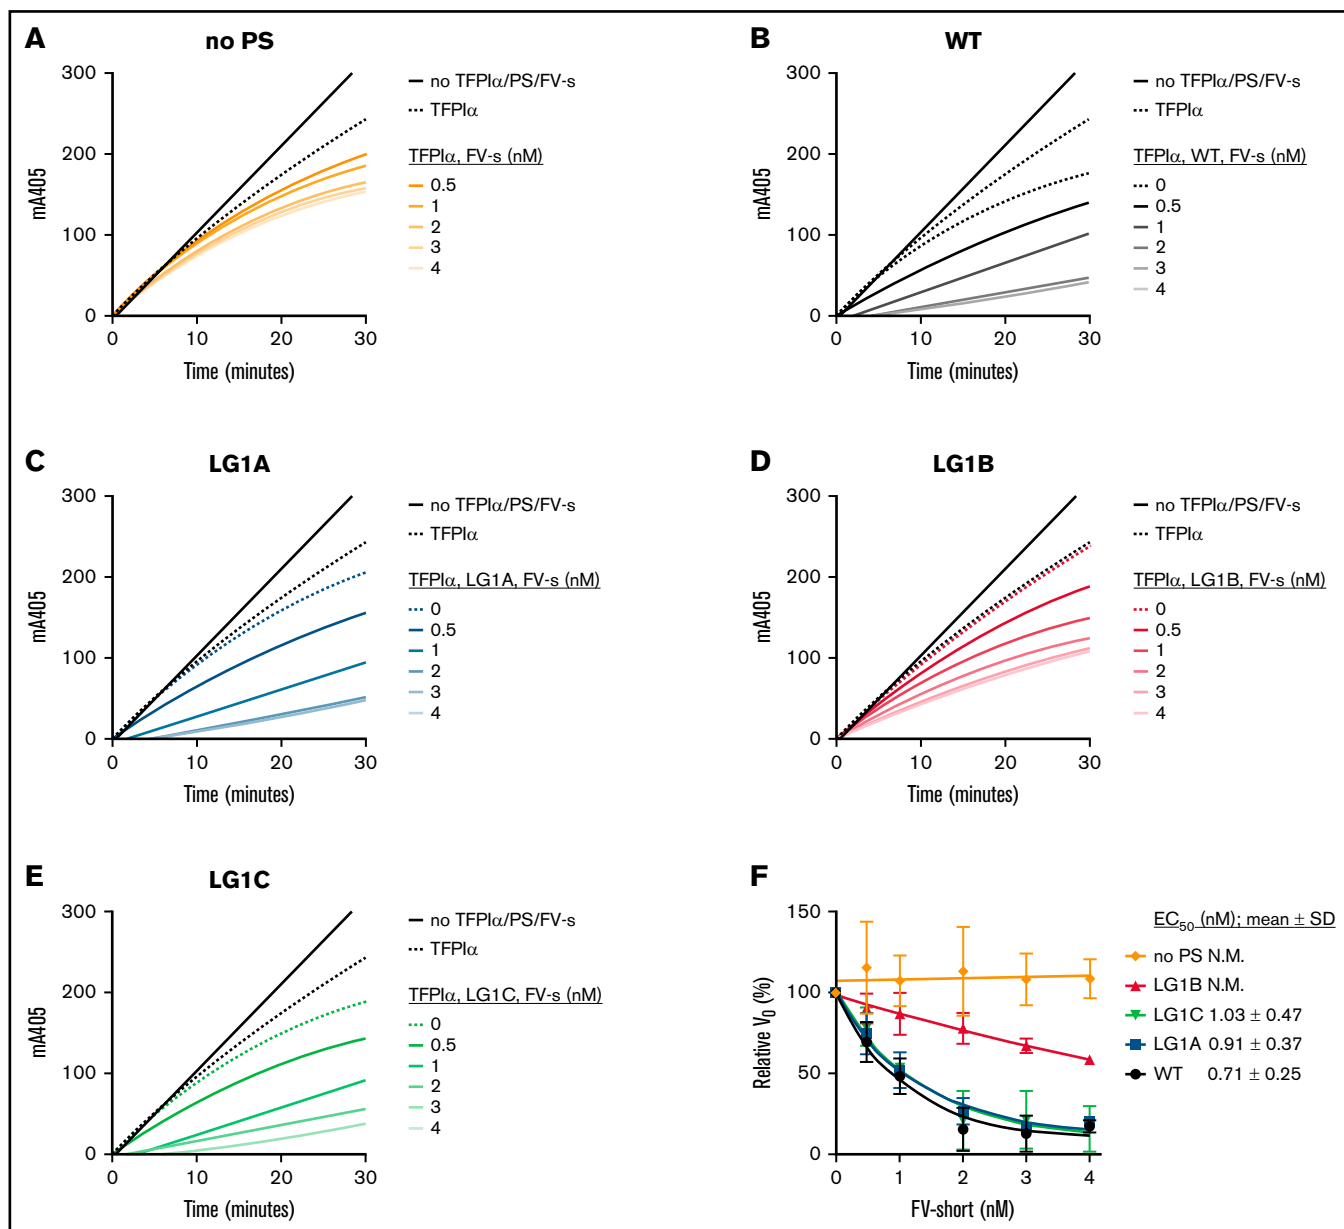 A
no PS
300
200
100
0
mA405
0
10
20
30
Time (minutes)
no TFPIα/PS/FV-s
TFPIα
TFPIα, FV-s (nM)
0.5
1
2
3
4
B
WT
300
200
100
0
mA405
0
10
20
30
Time (minutes)
no TFPIα/PS/FV-s
TFPIα
TFPIα, WT, FV-s (nM)
0
0.5
1
2
3
4
C
LG1A
300
200
100
0
mA405
0
10
20
30
Time (minutes)
no TFPIα/PS/FV-s
TFPIα
TFPIα, LG1A, FV-s (nM)
0
0.5
1
2
3
4
D
LG1B
300
200
100
0
mA405
0
10
20
30
Time (minutes)
no TFPIα/PS/FV-s
TFPIα
TFPIα, LG1B, FV-s (nM)
0
0.5
1
2
3
4
E
LG1C
300
200
100
0
mA405
0
10
20
30
Time (minutes)
no TFPIα/PS/FV-s
TFPIα
TFPIα, LG1C, FV-s (nM)
0
0.5
1
2
3
4
F
150
100
50
0
Relative V₀ (%)
0
1
2
3
4
FV-short (nM)
EC₅₀ (nM); mean ± SD
no PS N.M.
LG1B N.M.
LG1C 1.03 ± 0.47
LG1A 0.91 ± 0.37
WT 0.71 ± 0.25